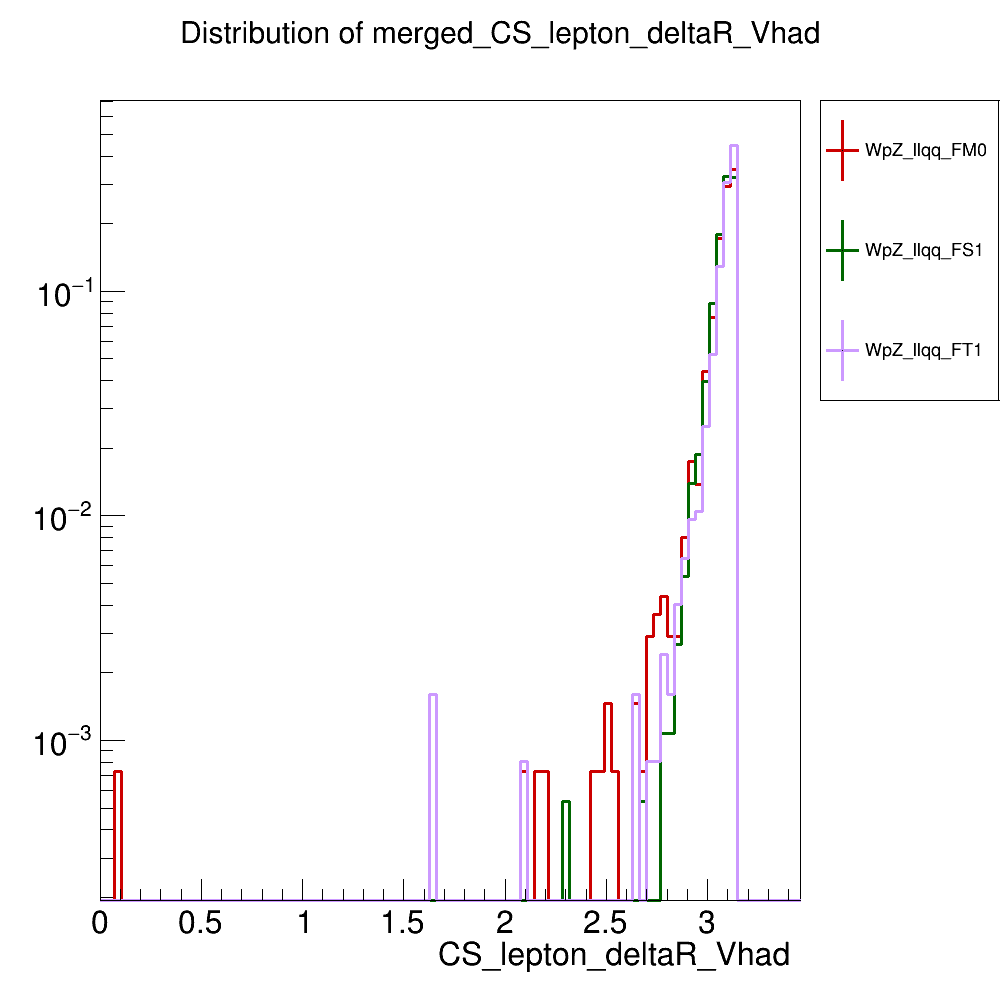 Distribution of merged_CS_lepton_deltaR_Vhad
WpZ_llqq_FM0
WpZ_llqq_FS1
WpZ_llqq_FT1
10−1
10−2
10−3
0 0.5 1 1.5 2 2.5 3
CS_lepton_deltaR_Vhad